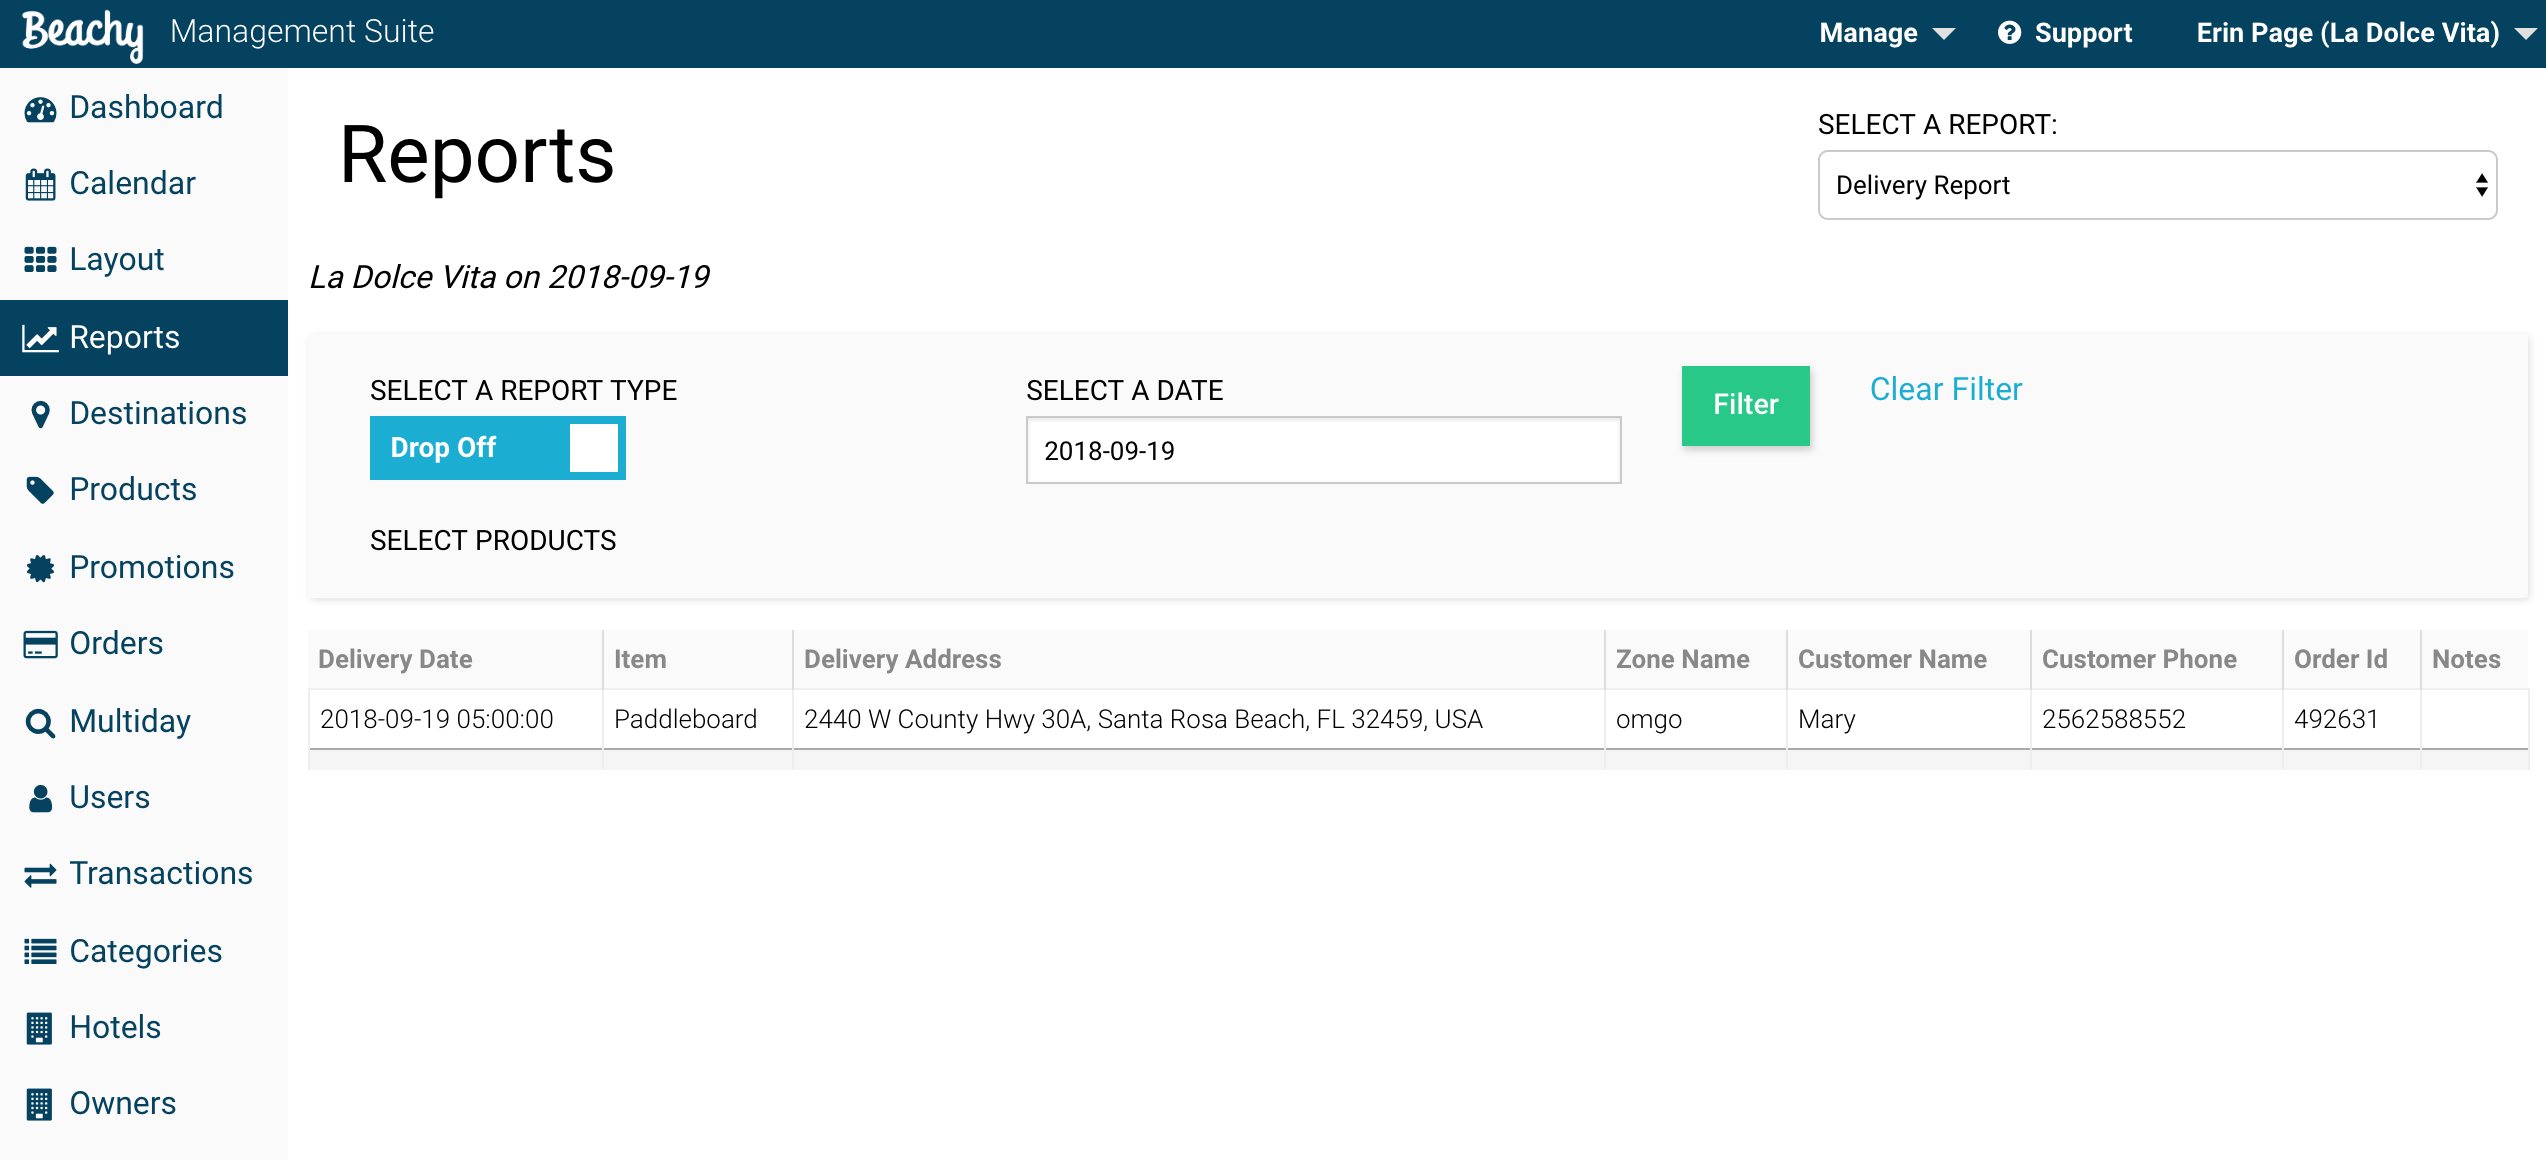 Beachy Management Suite Manage Support Erin Page (La Dolce Vita)
Dashboard
Calendar
Layout
Reports
Destinations
Products
Promotions
Orders
Multiday
Users
Transactions
Categories
Hotels
Owners
Reports
SELECT A REPORT:
Delivery Report
La Dolce Vita on 2018-09-19
SELECT A REPORT TYPE
Drop Off
SELECT A DATE
2018-09-19
Filter
Clear Filter
SELECT PRODUCTS
Delivery Date Item Delivery Address Zone Name Customer Name Customer Phone Order Id Notes
2018-09-19 05:00:00 Paddleboard 2440 W County Hwy 30A, Santa Rosa Beach, FL 32459, USA omgo Mary 2562588552 492631